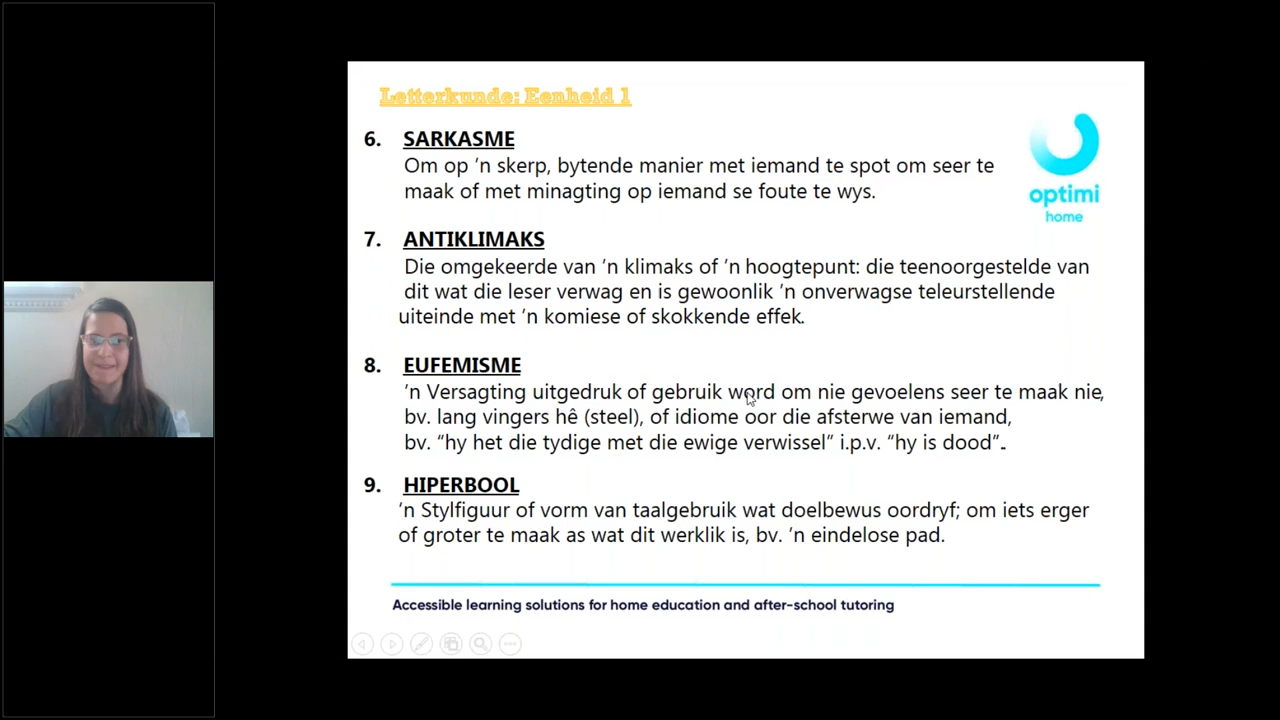 Letterkunde: Eenheid 1
6. SARKASME
Om op ’n skerp, bytende manier met iemand te spot om seer te
maak of met minagting op iemand se foute te wys.
optimi
home
7. ANTIKLIMAKS
Die omgekeerde van ’n klimaks of ’n hoogtepunt: die teenoorgestelde van
dit wat die leser verwag en is gewoonlik ’n onverwagse teleurstellende
uiteinde met ’n komiese of skokkende effek.
8. EUFEMISME
’n Versagting uitgedruk of gebruik word om nie gevoelens seer te maak nie,
bv. lang vingers hê (steel), of idiome oor die afsterwe van iemand,
bv. “hy het die tydige met die ewige verwissel” i.p.v. “hy is dood”..
9. HIPERBOOL
’n Stylfiguur of vorm van taalgebruik wat doelbewus oordryf; om iets erger
of groter te maak as wat dit werklik is, bv. ’n eindelose pad.
Accessible learning solutions for home education and after-school tutoring